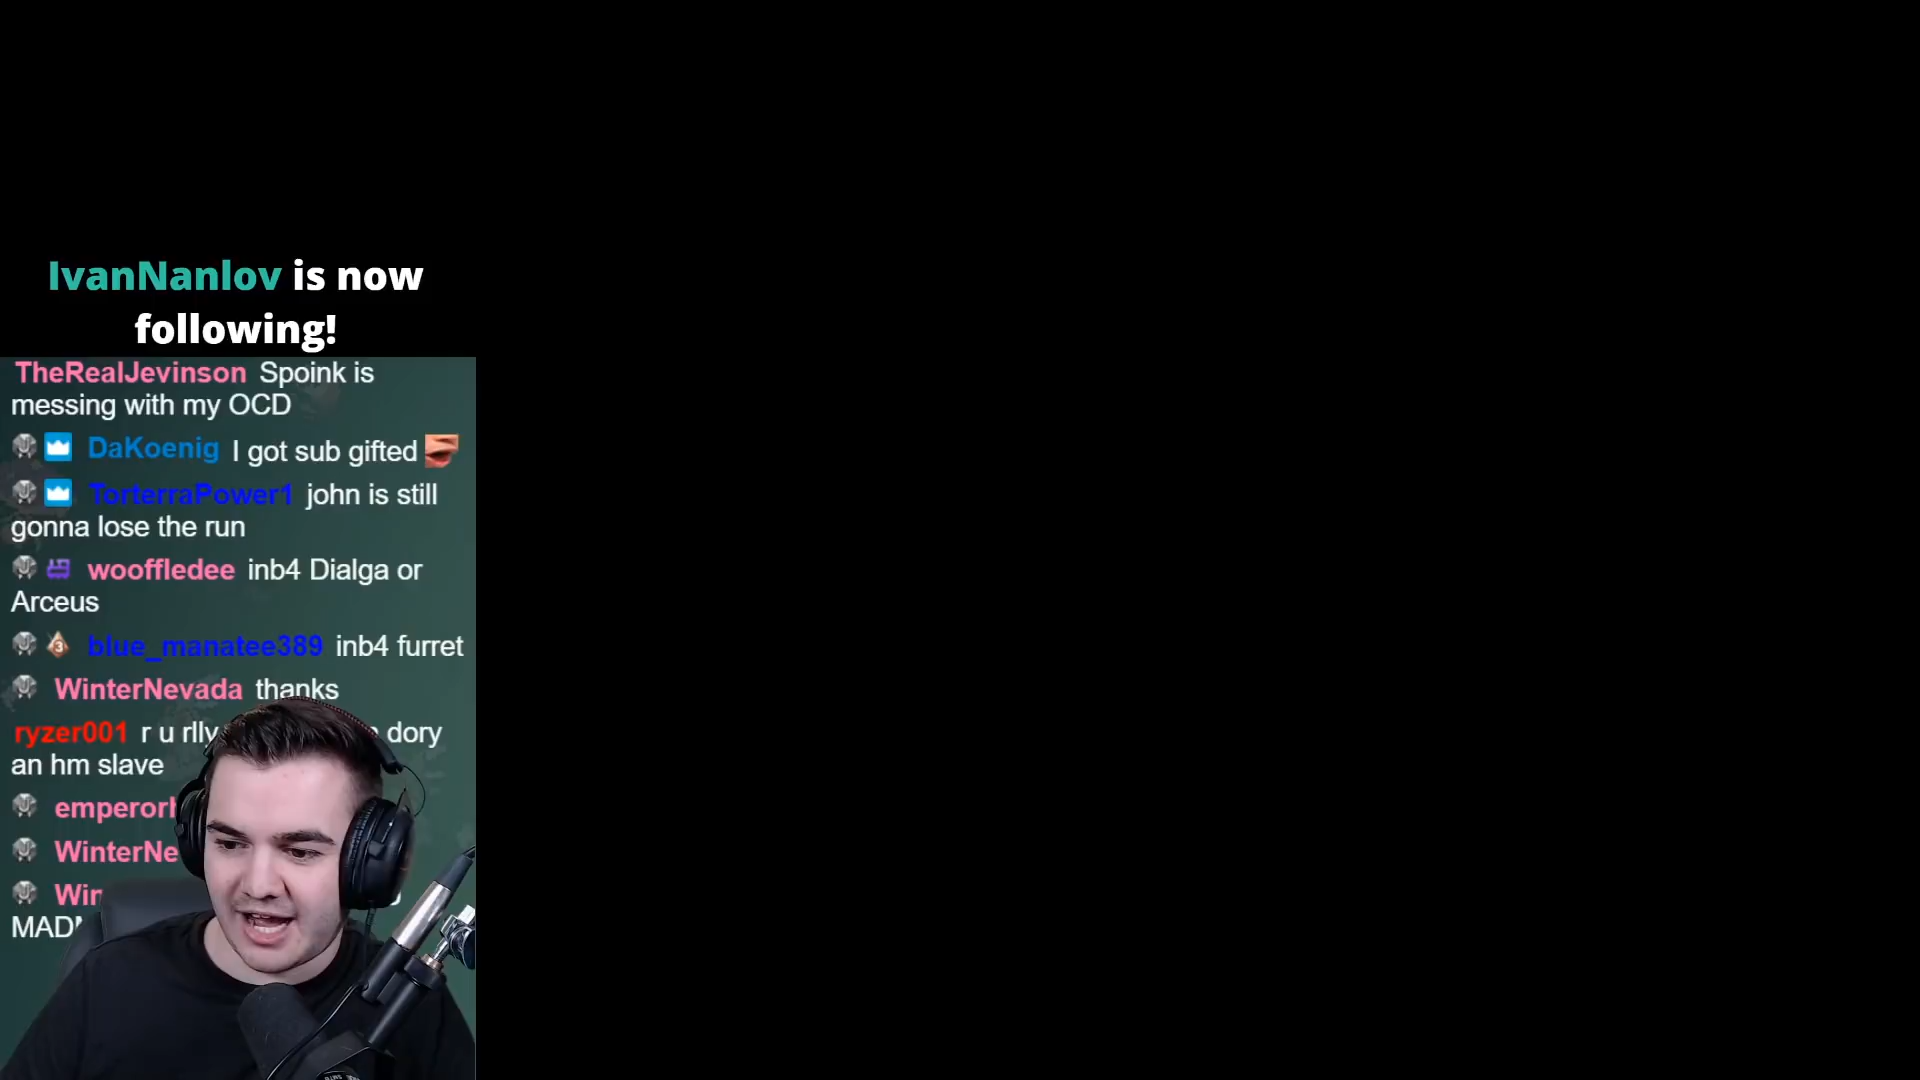 IvanNanlov is now
following!
TheRealJevinson Spoink is
messing with my OCD
DaKoenig I got sub gifted
TorterraPower1 john is still
gonna lose the run
wooffledee inb4 Dialga or
Arceus
blue_manatee389 inb4 furret
WinterNevada thanks
ryzer001 r u rlly dory
an hm slave